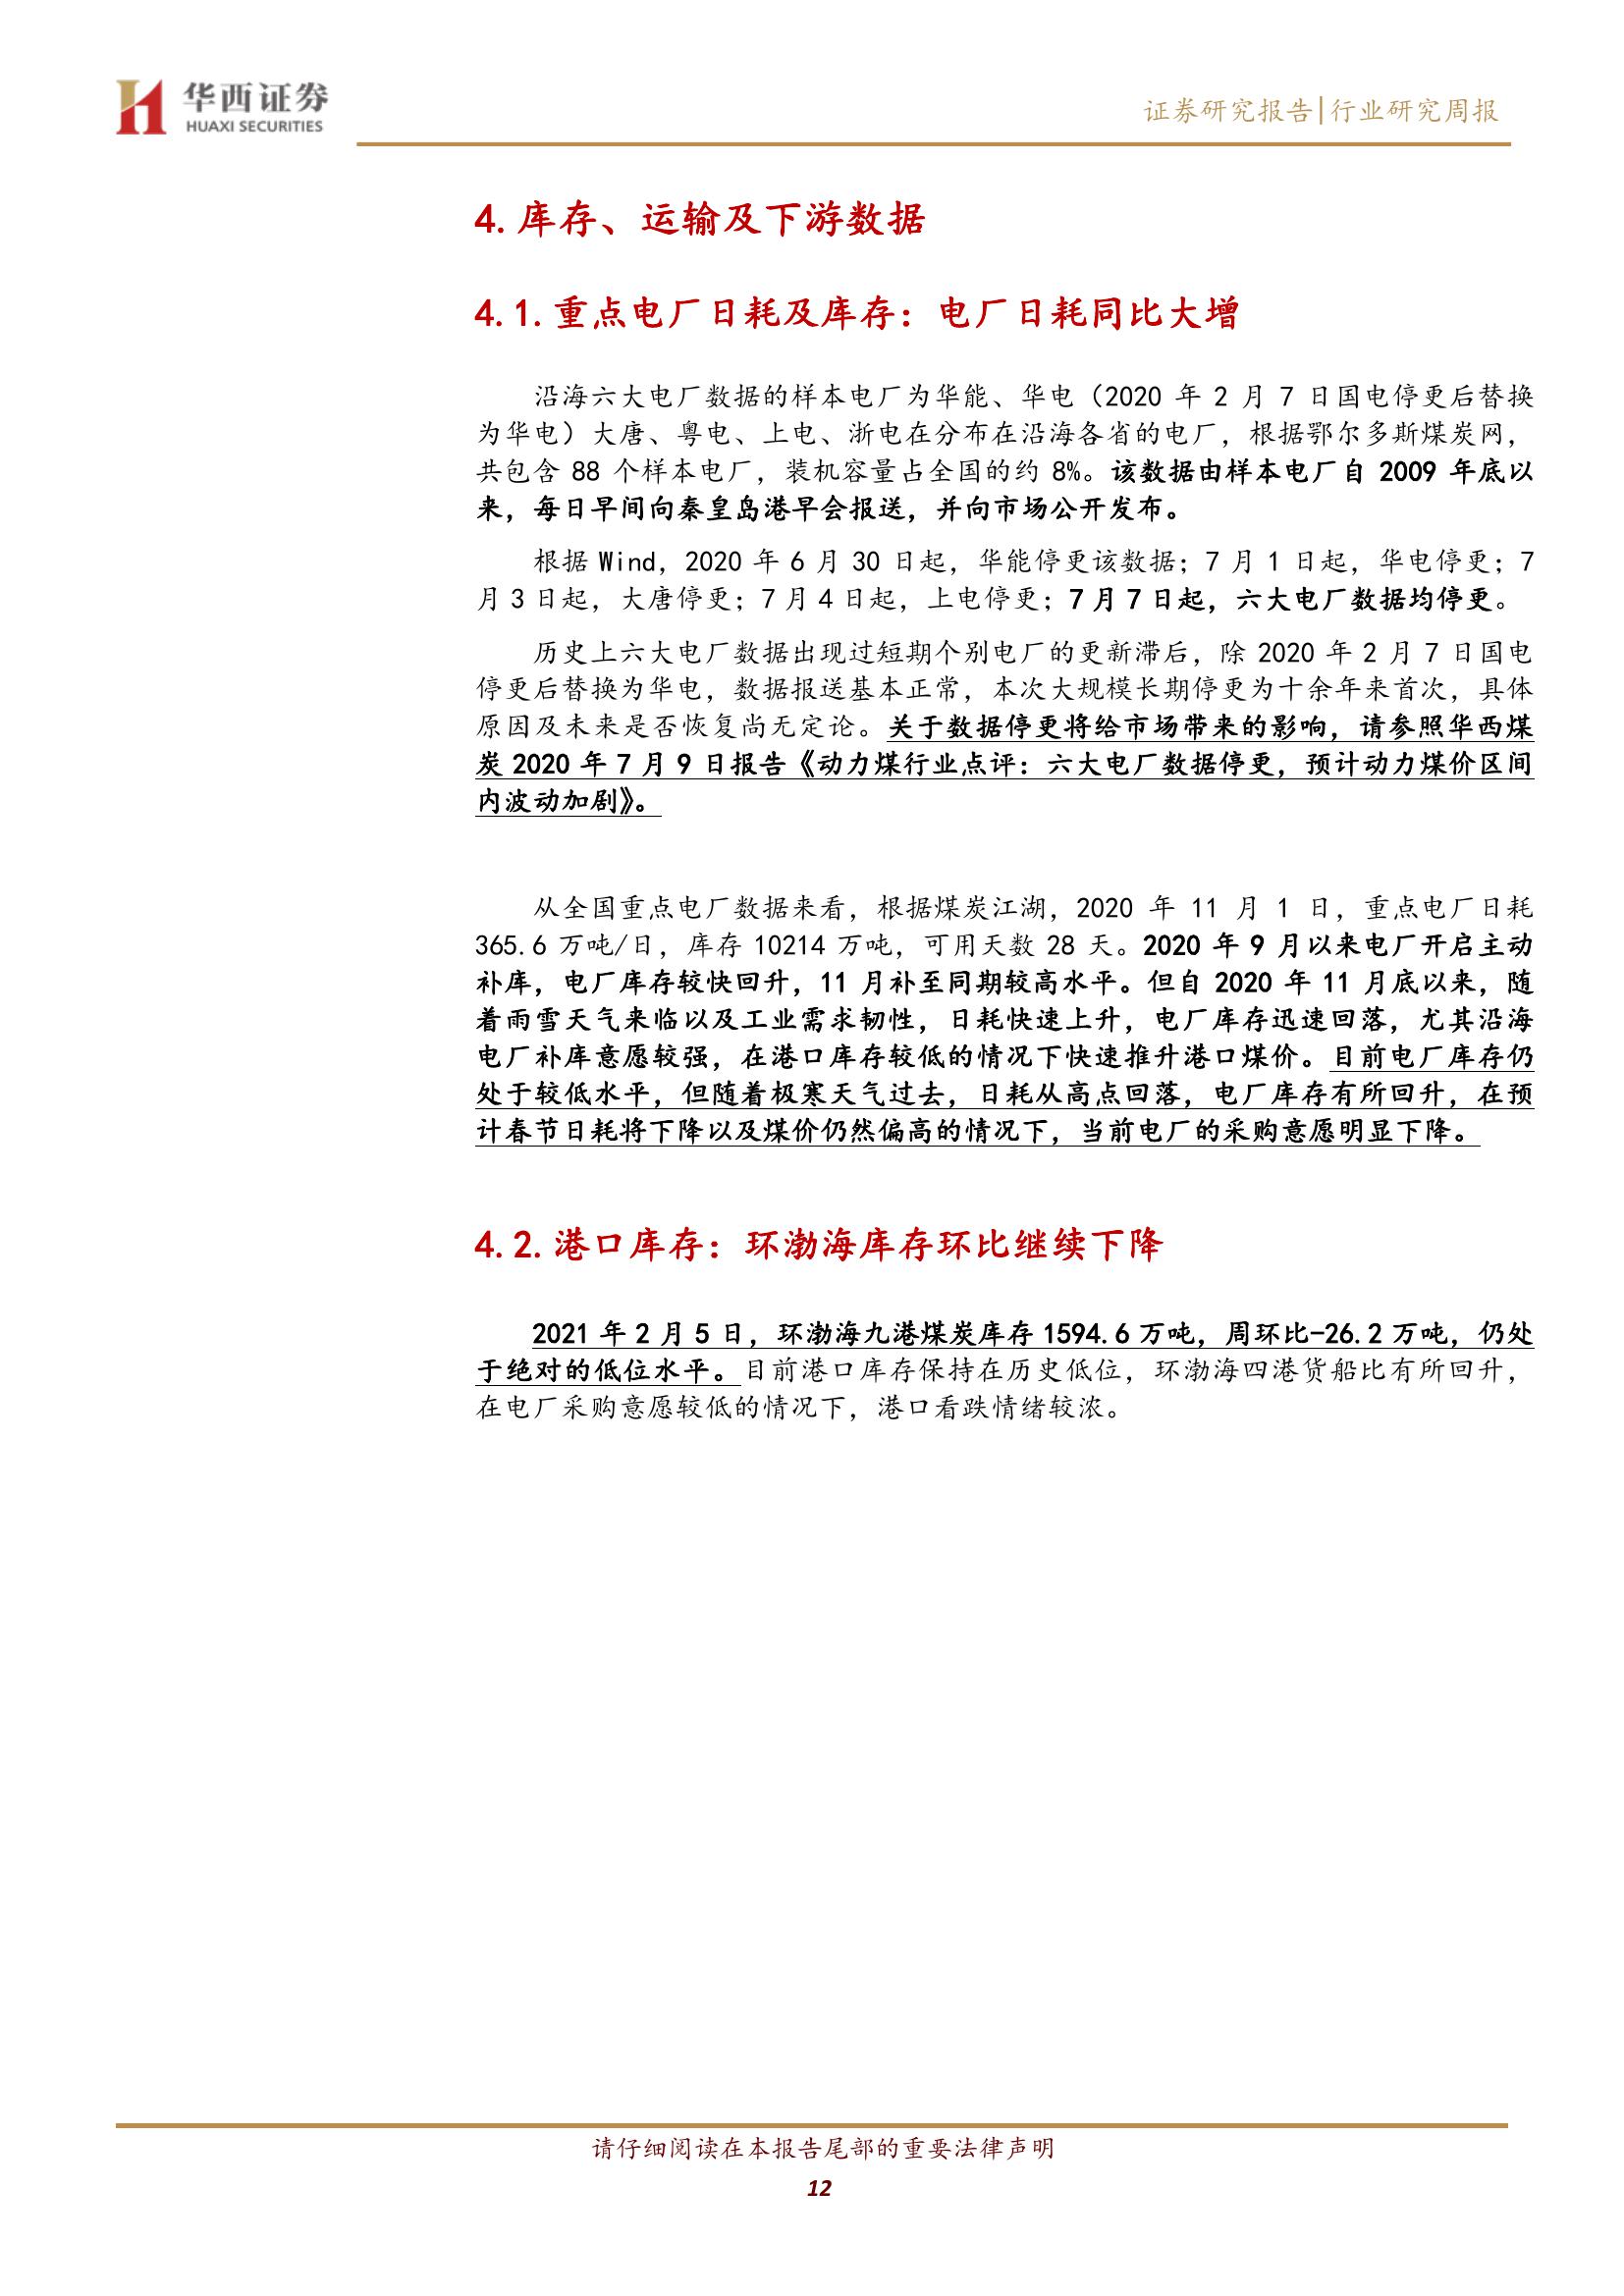 华西证券
HUAXI SECURITIES
证券研究报告|行业研究周报
4. 库存、运输及下游数据
4.1. 重点电厂日耗及库存：电厂日耗同比大增
沿海六大电厂数据的样本电厂为华能、华电（2020 年 2 月 7 日国电停更后替换
为华电）大唐、粤电、上电、浙电在分布在沿海各省的电厂，根据鄂尔多斯煤炭网，
共包含 88 个样本电厂，装机容量占全国的约 8%。该数据由样本电厂自 2009 年底以
来，每日早间向秦皇岛港早会报送，并向市场公开发布。
根据 Wind，2020 年 6 月 30 日起，华能停更该数据；7 月 1 日起，华电停更；7
月 3 日起，大唐停更；7 月 4 日起，上电停更；7 月 7 日起，六大电厂数据均停更。
历史上六大电厂数据出现过短期个别电厂的更新滞后，除 2020 年 2 月 7 日国电
停更后替换为华电，数据报送基本正常，本次大规模长期停更为十余年来首次，具体
原因及未来是否恢复尚无定论。关于数据停更将给市场带来的影响，请参照华西煤
炭 2020 年 7 月 9 日报告《动力煤行业点评：六大电厂数据停更，预计动力煤价区间
内波动加剧》。
从全国重点电厂数据来看，根据煤炭江湖，2020 年 11 月 1 日，重点电厂日耗
365.6 万吨/日，库存 10214 万吨，可用天数 28 天。2020 年 9 月以来电厂开启主动
补库，电厂库存较快回升，11 月补至同期较高水平。但自 2020 年 11 月底以来，随
着雨雪天气来临以及工业需求韧性，日耗快速上升，电厂库存迅速回落，尤其沿海
电厂补库意愿较强，在港口库存较低的情况下快速推升港口煤价。目前电厂库存仍
处于较低水平，但随着极寒天气过去，日耗从高点回落，电厂库存有所回升，在预
计春节日耗将下降以及煤价仍然偏高的情况下，当前电厂的采购意愿明显下降。
4.2. 港口库存：环渤海库存环比继续下降
2021 年 2 月 5 日，环渤海九港煤炭库存 1594.6 万吨，周环比-26.2 万吨，仍处
于绝对的低位水平。目前港口库存保持在历史低位，环渤海四港货船比有所回升，
在电厂采购意愿较低的情况下，港口看跌情绪较浓。
请仔细阅读在本报告尾部的重要法律声明
12